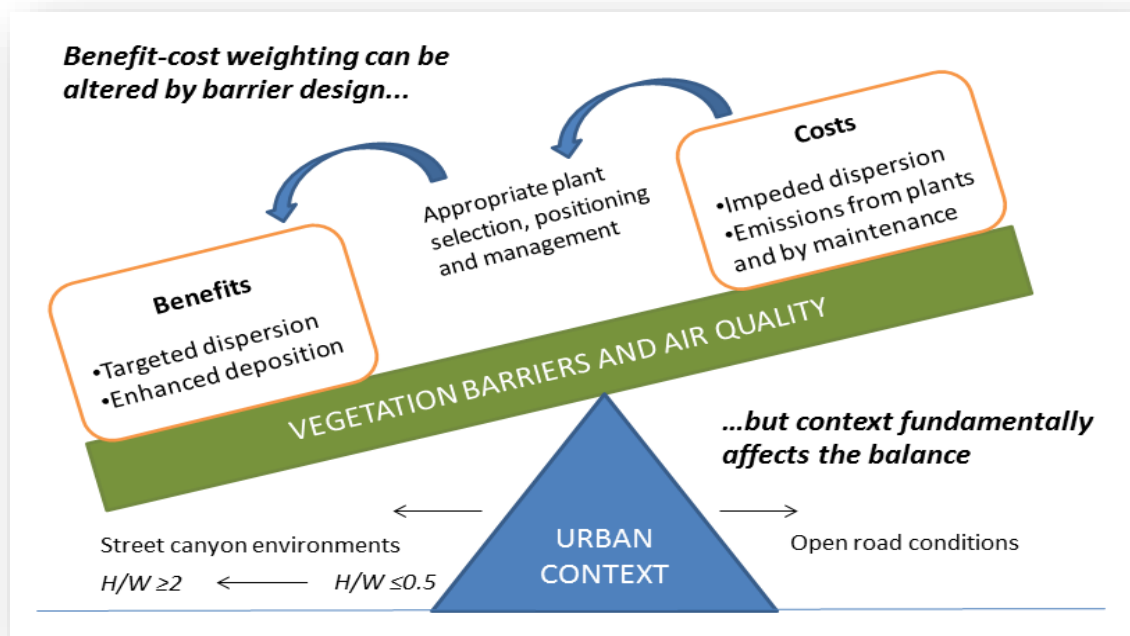 Benefit-cost weighting can be
altered by barrier design...
Costs
•Impeded dispersion
•Emissions from plants
and by maintenance
Appropriate plant
selection, positioning
and management
Benefits
•Targeted dispersion
•Enhanced deposition
VEGETATION BARRIERS AND AIR QUALITY
...but context fundamentally
affects the balance
URBAN
CONTEXT
Street canyon environments
H/W ≥2
H/W ≤0.5
Open road conditions